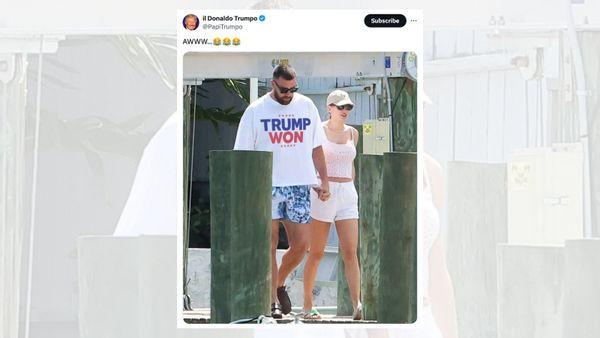 il Donaldo Trumpo
@PapiTrumpo
Subscribe
AWWW...😂😂😂
TRUMP
WON